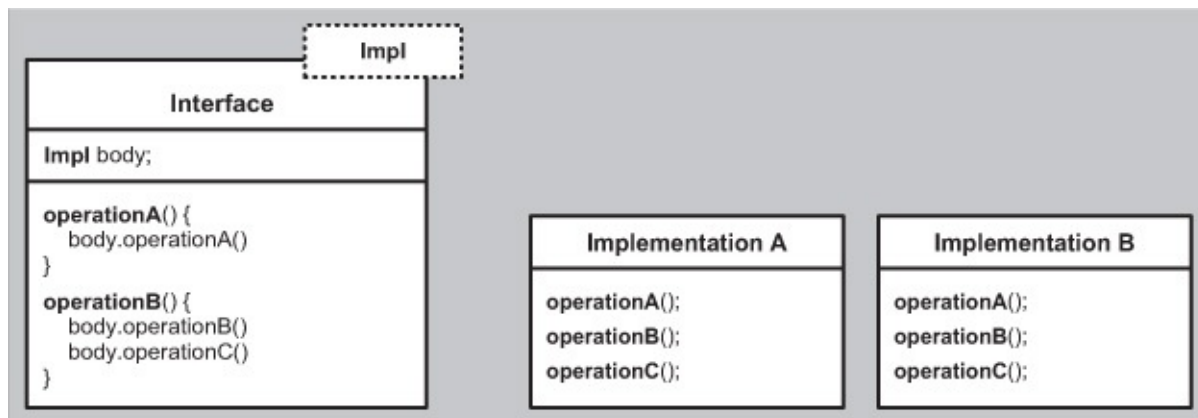 Impl
Interface
Impl body;
operationA() {
body.operationA()
}
operationB() {
body.operationB()
body.operationC()
}
Implementation A
operationA();
operationB();
operationC();
Implementation B
operationA();
operationB();
operationC();